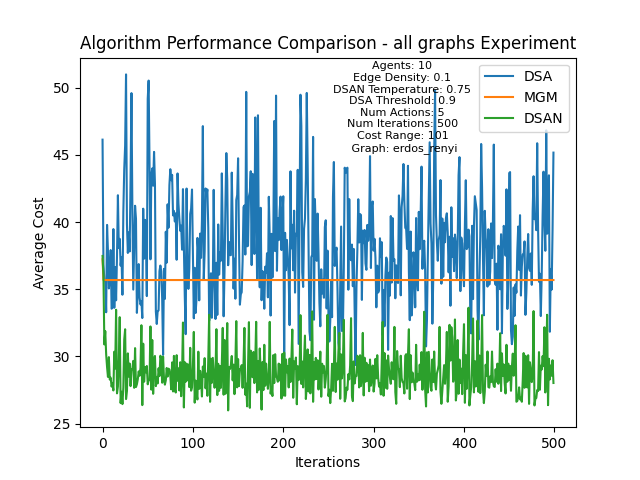 Algorithm Performance Comparison - all graphs Experiment
Agents: 10
Edge Density: 0.1
DSAN Temperature: 0.75
DSA Threshold: 0.9
Num Actions: 5
Num Iterations: 500
Cost Range: 101
Graph: erdos_renyi
DSA
MGM
DSAN
Average Cost
50
45
40
35
30
25
0 100 200 300 400 500
Iterations